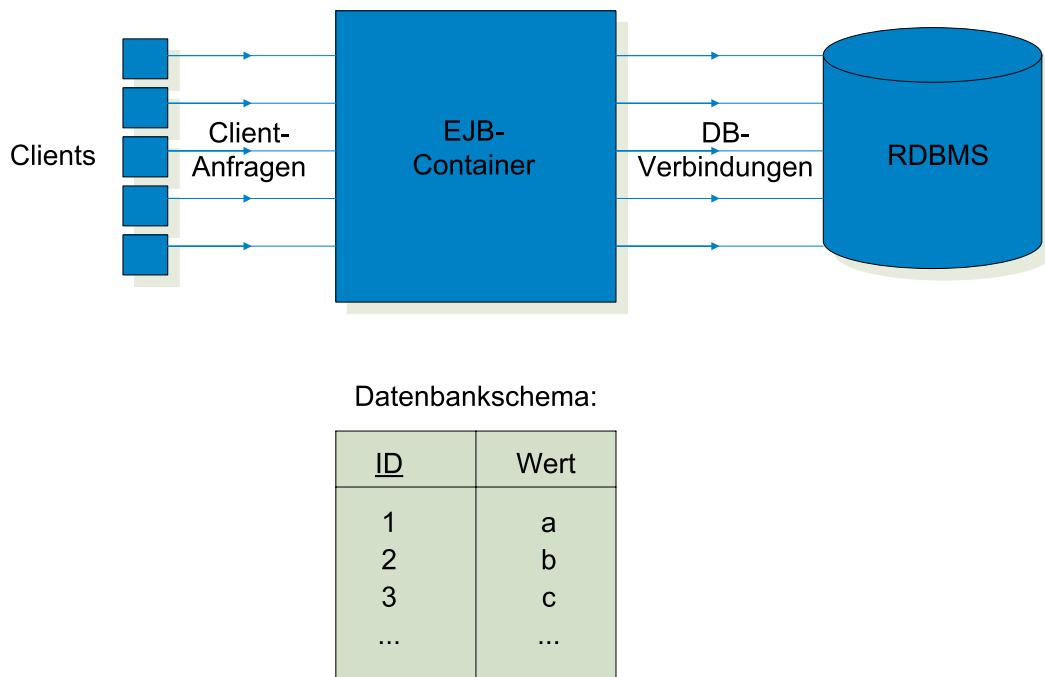 Clients
Client-
Anfragen
EJB-
Container
DB-
Verbindungen
RDBMS
Datenbankschema:
ID Wert
1 a
2 b
3 c
... ...